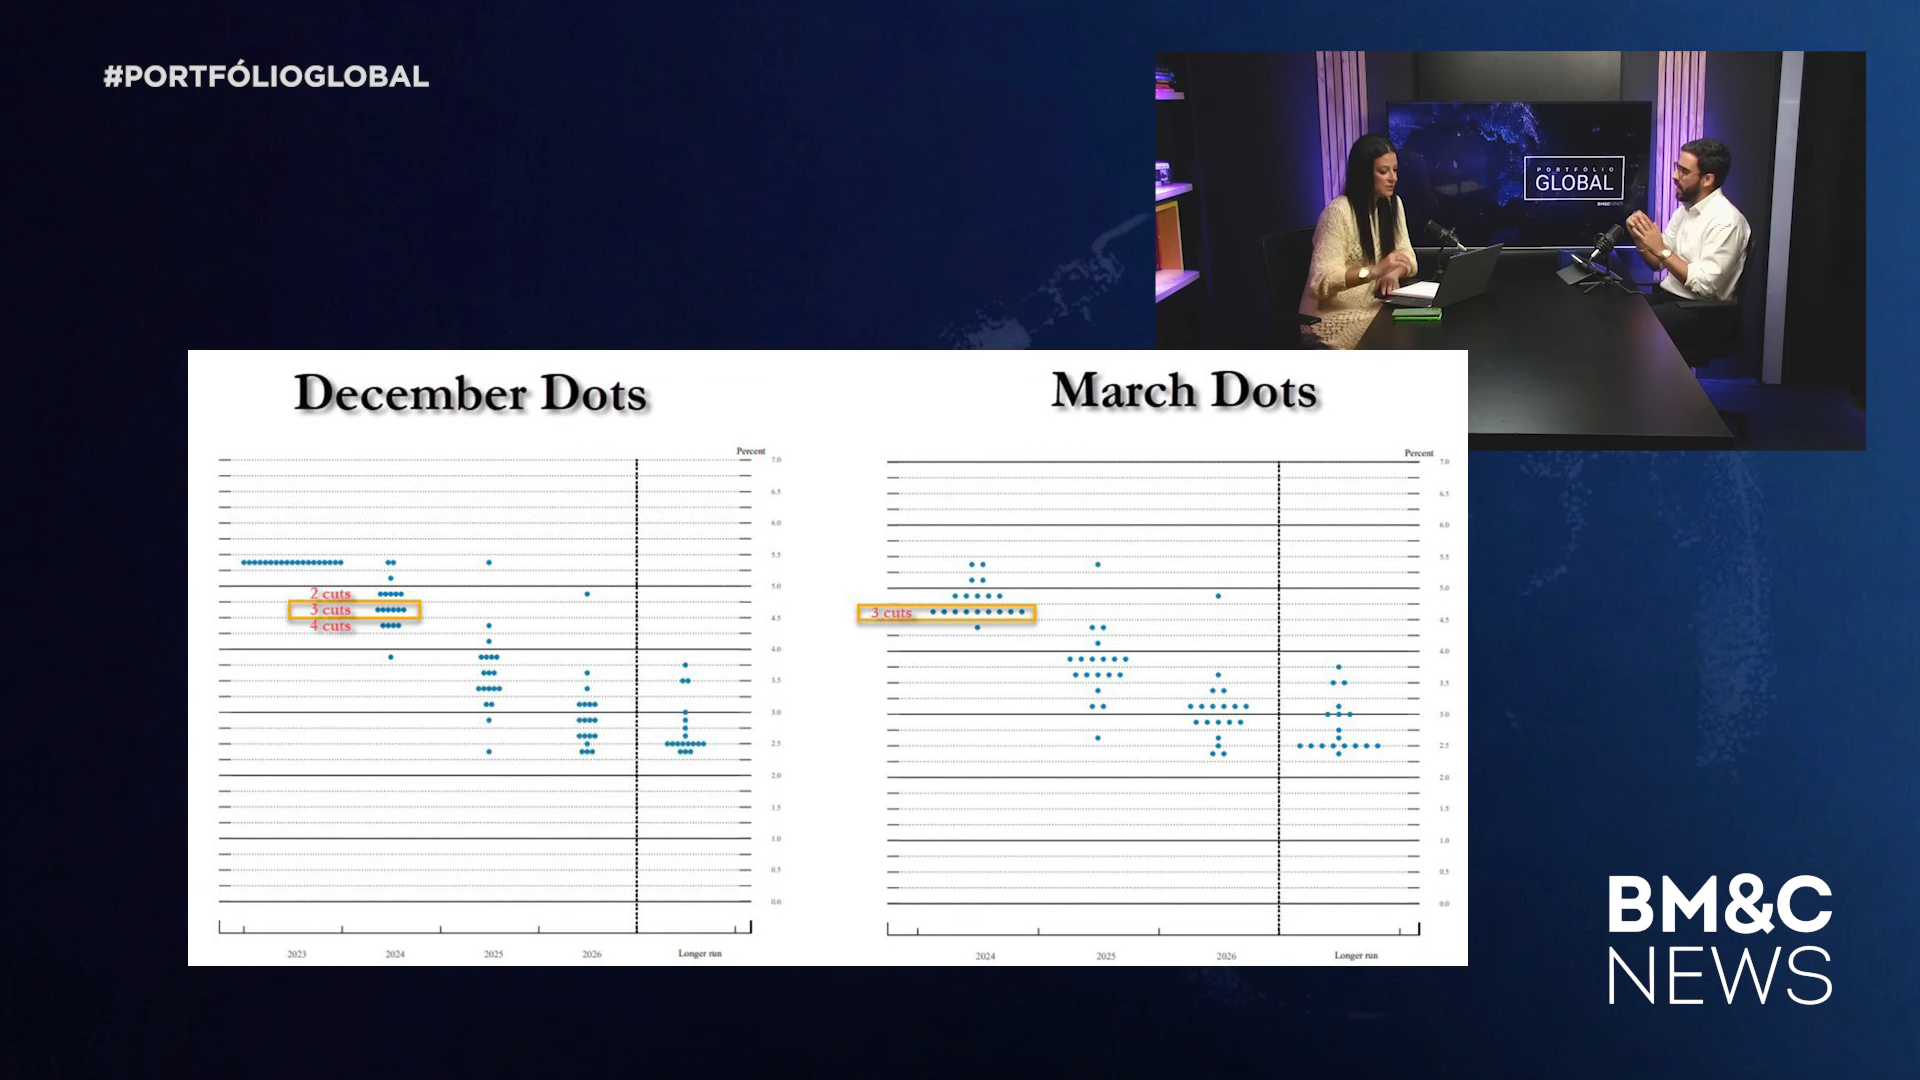 #PORTFÓLIOGLOBAL
PORTFÓLIO
GLOBAL
BM&C NEWS
December Dots
March Dots
Percent
7.0
6.5
6.0
5.5
5.0
4.5
4.0
3.5
3.0
2.5
2.0
1.5
1.0
0.5
0.0
2 cuts
3 cuts
4 cuts
2023
2024
2025
2026
Longer run
Percent
7.0
6.5
6.0
5.5
5.0
4.5
4.0
3.5
3.0
2.5
2.0
1.5
1.0
0.5
0.0
3 cuts
2024
2025
2026
Longer run
BM&C
NEWS